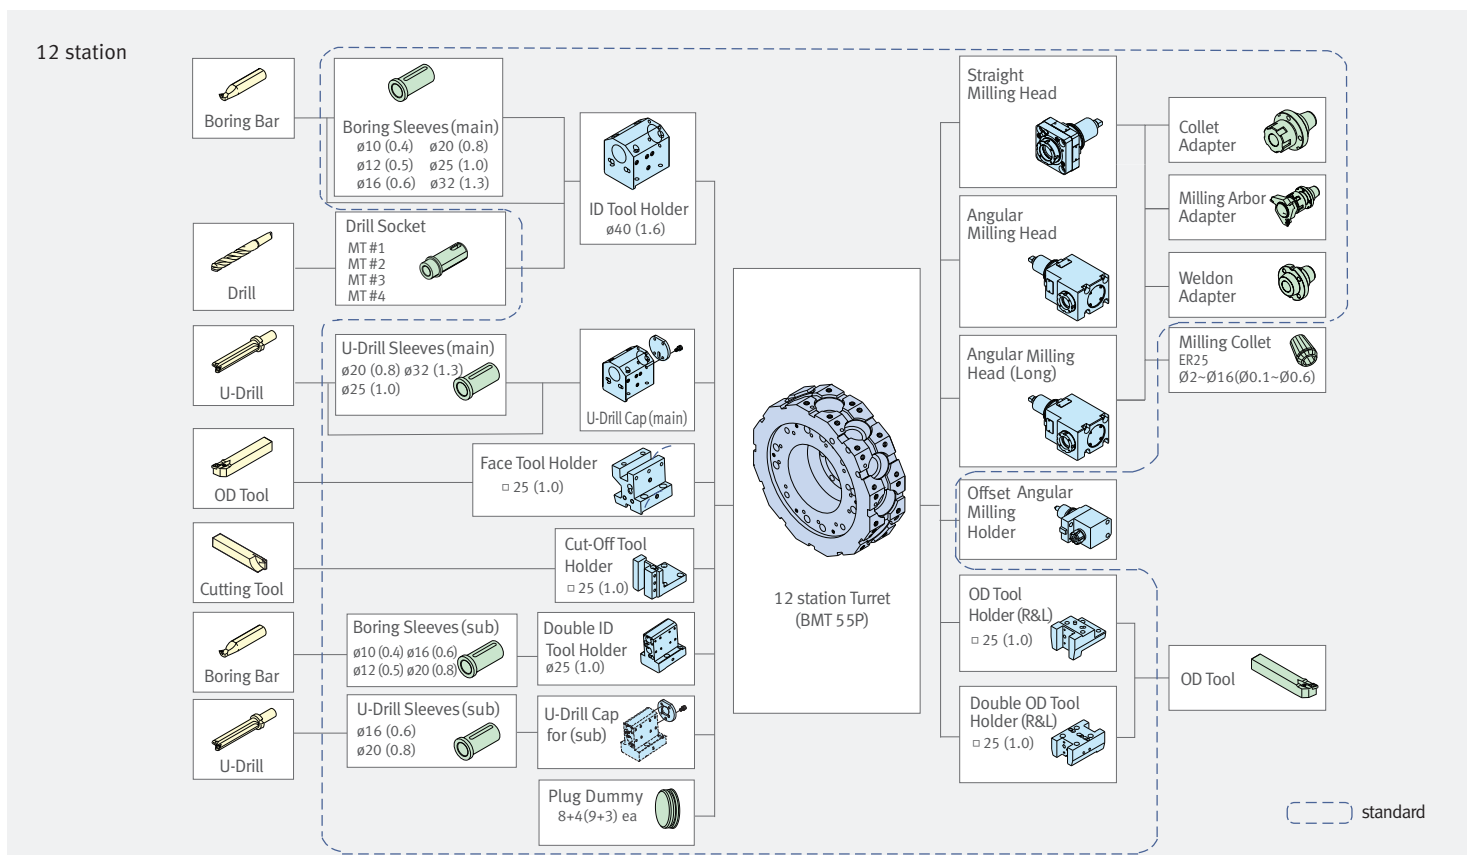 12 station
Boring Bar
Boring Sleeves (main)
ø10 (0.4) ø20 (0.8)
ø12 (0.5) ø25 (1.0)
ø16 (0.6) ø32 (1.3)
ID Tool Holder
ø40 (1.6)
Drill
Drill Socket
MT #1
MT #2
MT #3
MT #4
U-Drill
U-Drill Sleeves (main)
ø20 (0.8) ø32 (1.3)
ø25 (1.0)
U-Drill Cap (main)
OD Tool
Face Tool Holder
□ 25 (1.0)
Cutting Tool
Cut-Off Tool
Holder
□ 25 (1.0)
Boring Bar
Boring Sleeves (sub)
ø10 (0.4) ø16 (0.6)
ø12 (0.5) ø20 (0.8)
Double ID
Tool Holder
ø25 (1.0)
U-Drill
U-Drill Sleeves (sub)
ø16 (0.6)
ø20 (0.8)
U-Drill Cap
for (sub)
Plug Dummy
8+4(9+3) ea
12 station Turret
(BMT 55P)
Straight
Milling Head
Angular
Milling Head
Angular Milling
Head (Long)
Offset Angular
Milling
Holder
OD Tool
Holder (R&L)
□ 25 (1.0)
Double OD Tool
Holder (R&L)
□ 25 (1.0)
Collet
Adapter
Milling Arbor
Adapter
Weldon
Adapter
Milling Collet
ER25
Ø2~Ø16(Ø0.1~Ø0.6)
OD Tool
standard